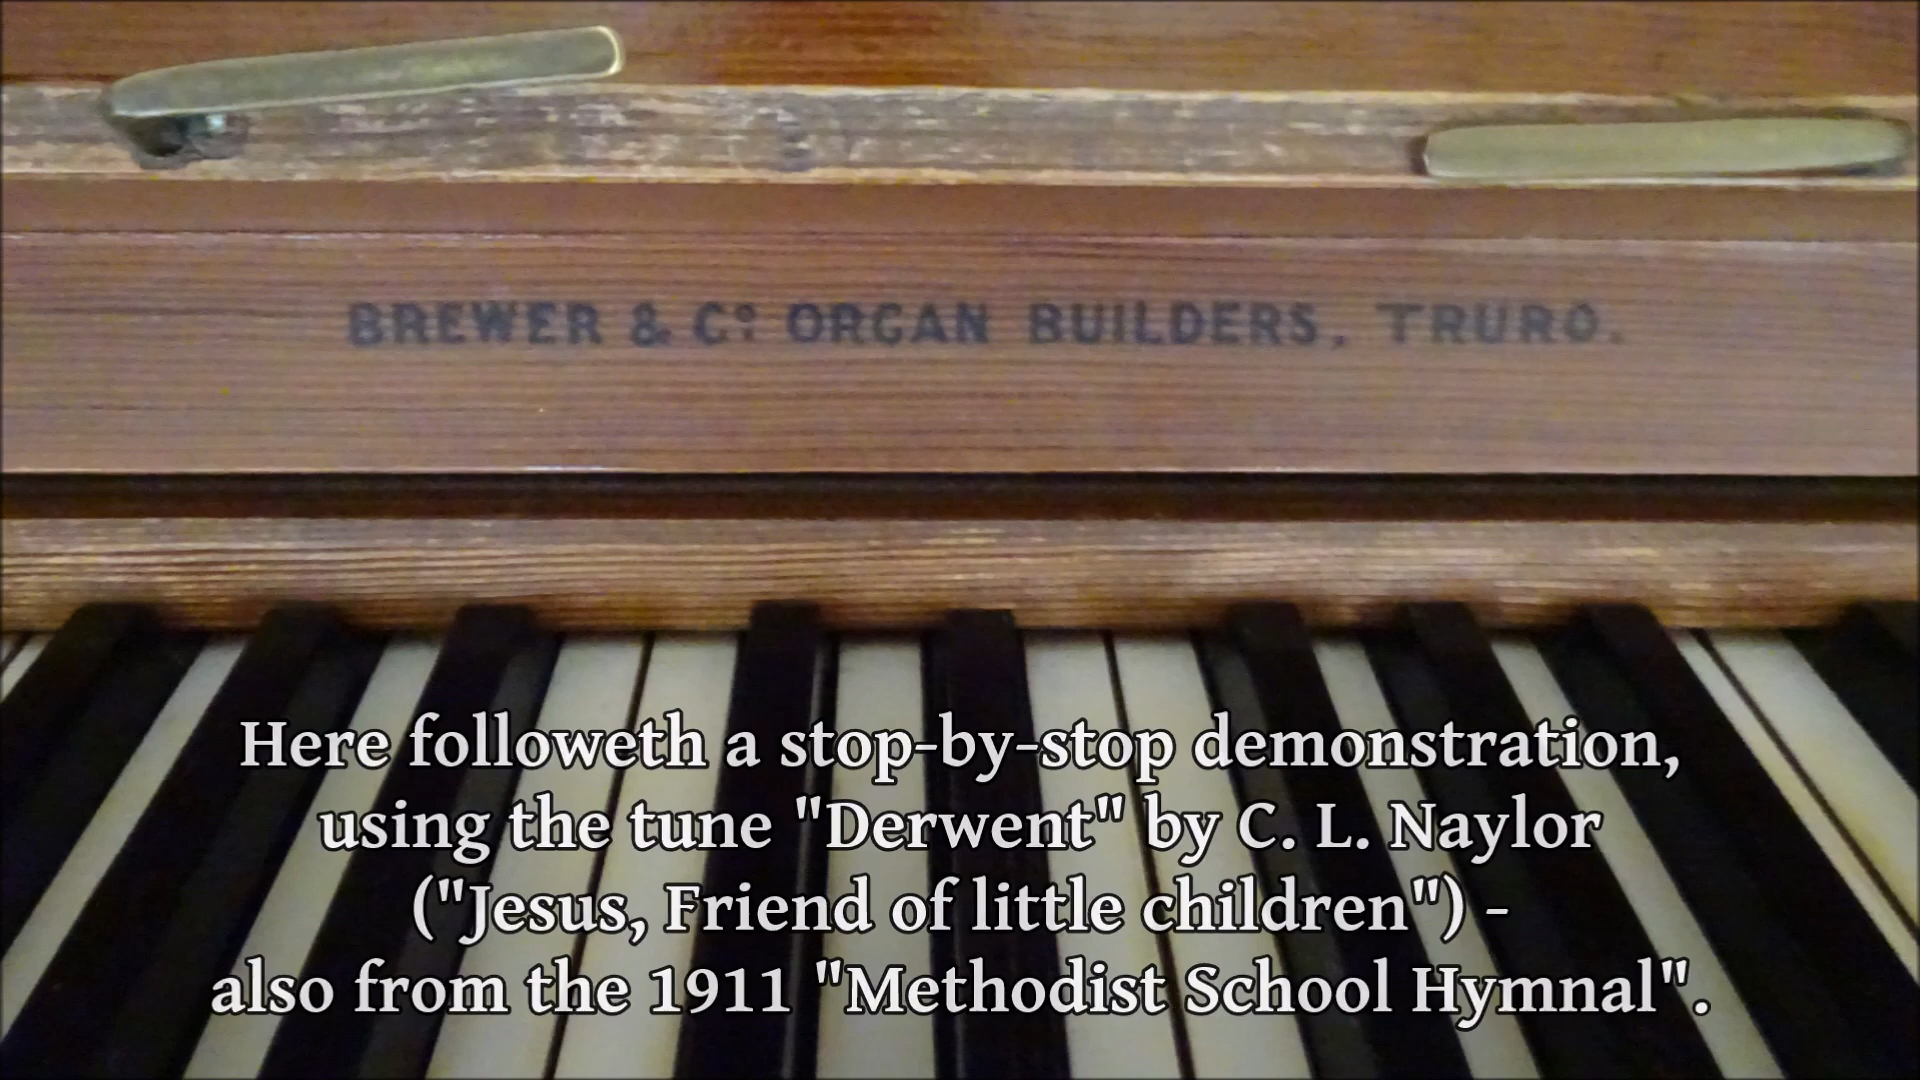 BREWER & Cº ORGAN BUILDERS, TRURO.
Here followeth a stop-by-stop demonstration,
using the tune "Derwent" by C. L. Naylor
("Jesus, Friend of little children") -
also from the 1911 "Methodist School Hymnal".